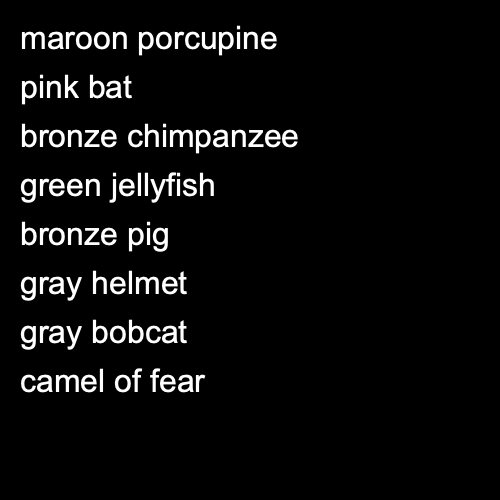 maroon porcupine
pink bat
bronze chimpanzee
green jellyfish
bronze pig
gray helmet
gray bobcat
camel of fear